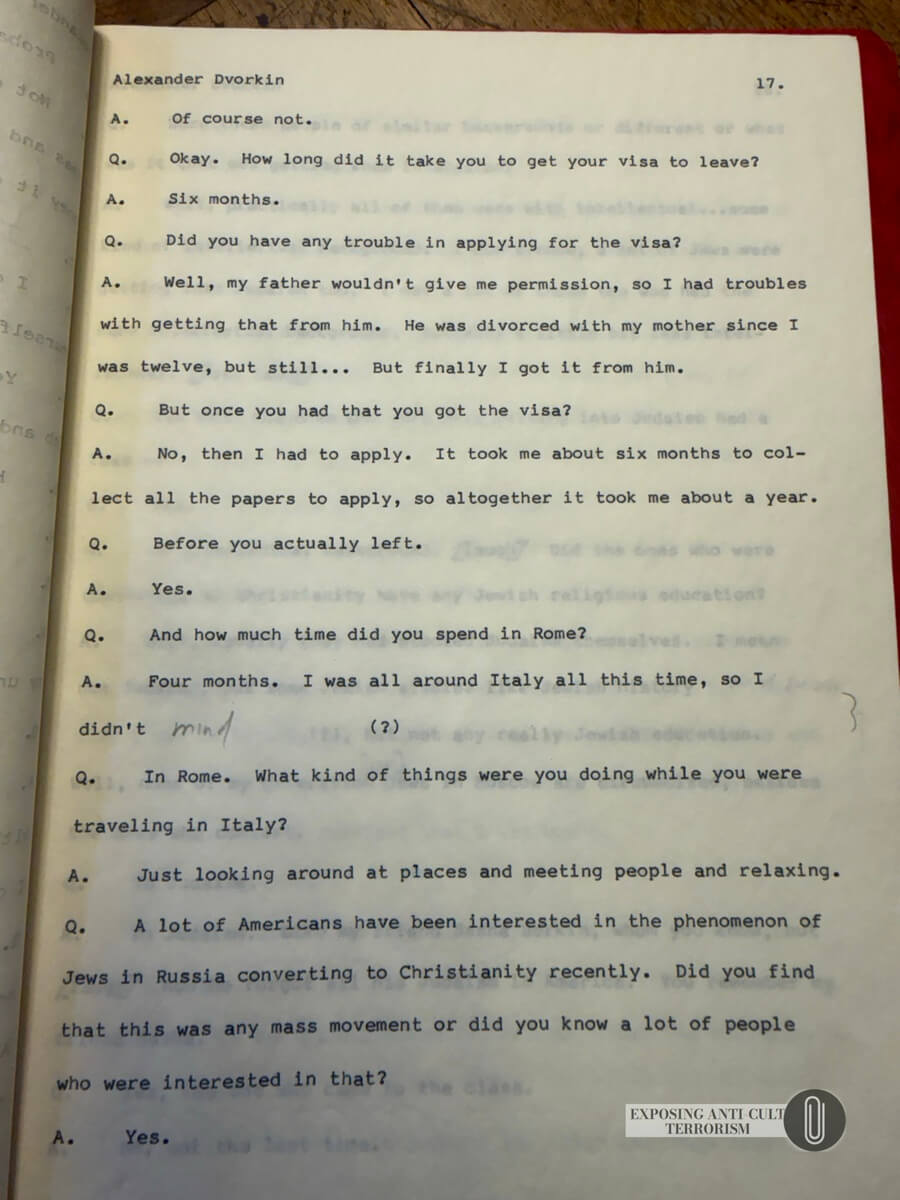 Alexander Dvorkin 17.
A. Of course not.
Q. Okay. How long did it take you to get your visa to leave?
A. Six months.
Q. Did you have any trouble in applying for the visa?
A. Well, my father wouldn't give me permission, so I had troubles
with getting that from him. He was divorced with my mother since I
was twelve, but still... But finally I got it from him.
Q. But once you had that you got the visa?
A. No, then I had to apply. It took me about six months to col-
lect all the papers to apply, so altogether it took me about a year.
Q. Before you actually left.
A. Yes.
Q. And how much time did you spend in Rome?
A. Four months. I was all around Italy all this time, so I
didn't mind (?)
Q. In Rome. What kind of things were you doing while you were
traveling in Italy?
A. Just looking around at places and meeting people and relaxing.
Q. A lot of Americans have been interested in the phenomenon of
Jews in Russia converting to Christianity recently. Did you find
that this was any mass movement or did you know a lot of people
who were interested in that?
A. Yes.
EXPOSING ANTI-CULT
TERRORISM